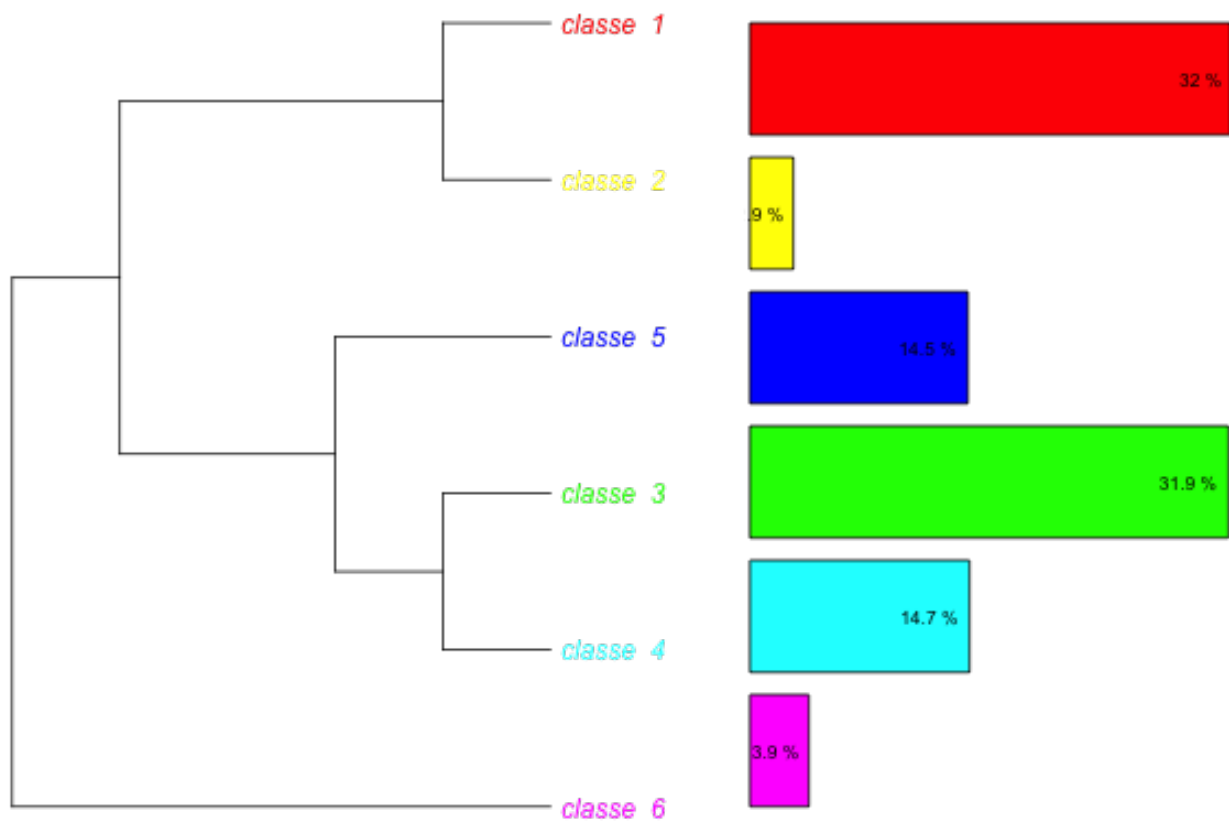 classe 1
32 %
classe 2
.9 %
classe 5
14.5 %
classe 3
31.9 %
classe 4
14.7 %
classe 6
3.9 %